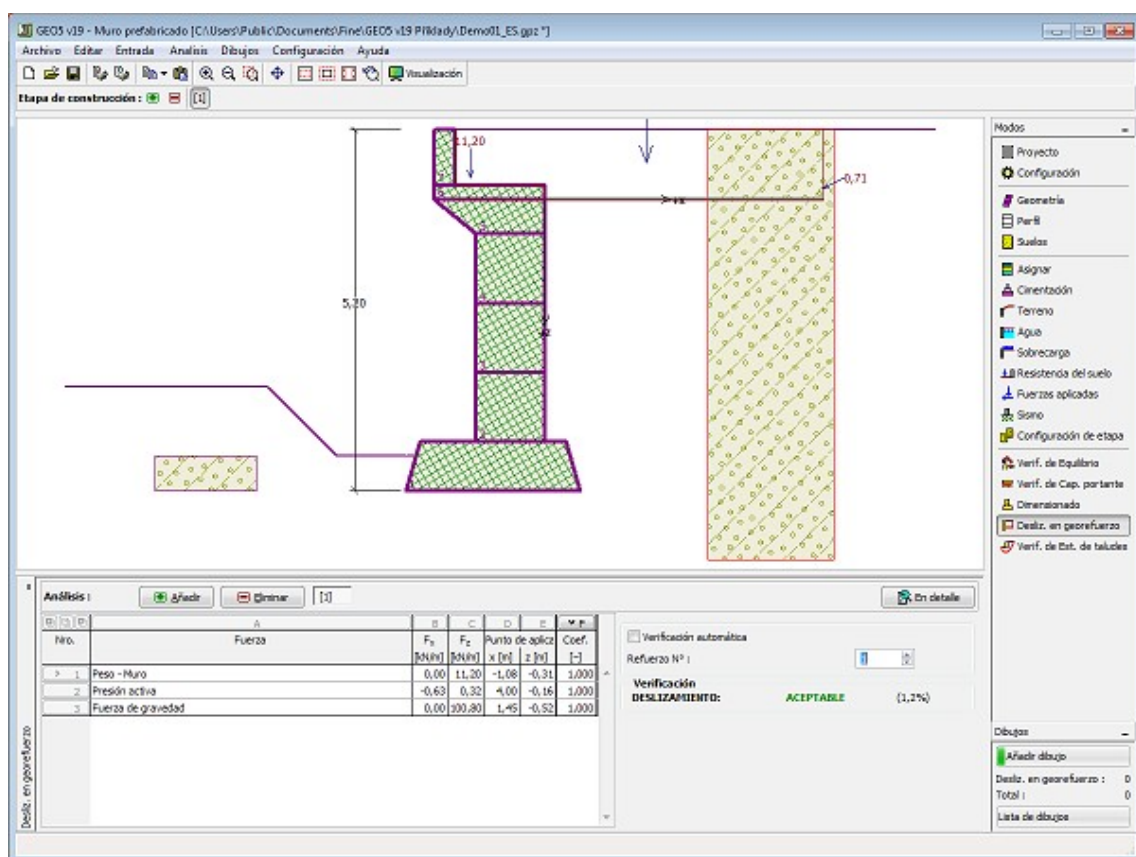 GEO5 v19 - Muro prefabricado [C:\Users\Public\Documents\Fine\GEO5 v19 Příklady\Demo01_ES.gpz *]
Archivo Editar Entrada Analisis Dibujos Configuración Ayuda
Visualización
Etapa de construcción : [1]
11,20
0,71
+x
5,20
Modos
Proyecto
Configuración
Geometría
Perfil
Suelos
Asignar
Cimentación
Terreno
Agua
Sobrecarga
Resistencia del suelo
Fuerzas aplicadas
Sismo
Configuración de etapa
Verif. de Equilibrio
Verif. de Cap. portante
Dimensionado
Desliz. en georefuerzo
Verif. de Est. de taludes
Análisis : Añadir Eliminar [1] En detalle
A B C D E
Nro. Fuerza Fx Fz Punto de aplica Coef.
[kN/m] [kN/m] x [m] z [m] [-]
1 Peso - Muro 0,00 11,20 -1,08 -0,31 1,000
2 Presión activa -0,63 0,32 4,00 -0,16 1,000
3 Fuerza de gravedad 0,00 100,80 1,45 -0,52 1,000
Verificación automática
Refuerzo Nº : 1
Verificación
DESLIZAMIENTO: ACEPTABLE (1,2%)
Desliz. en georefuerzo
Dibujos
Añadir dibujo
Desliz. en georefuerzo : 0
Total : 0
Lista de dibujos